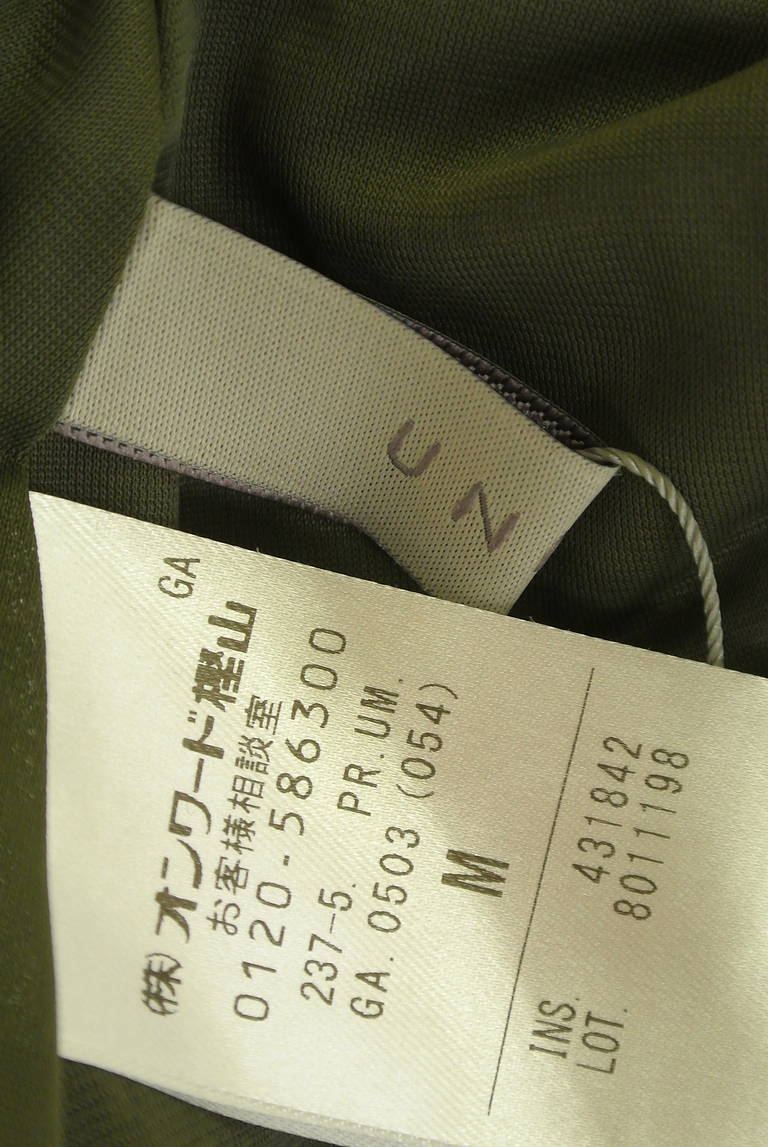 UN
GA
(株)オンワード樫山
お客様相談室
0120-586300
237-5. PR.UM.
GA. 0503 (054)
M
INS. 431842
LOT. 8011198